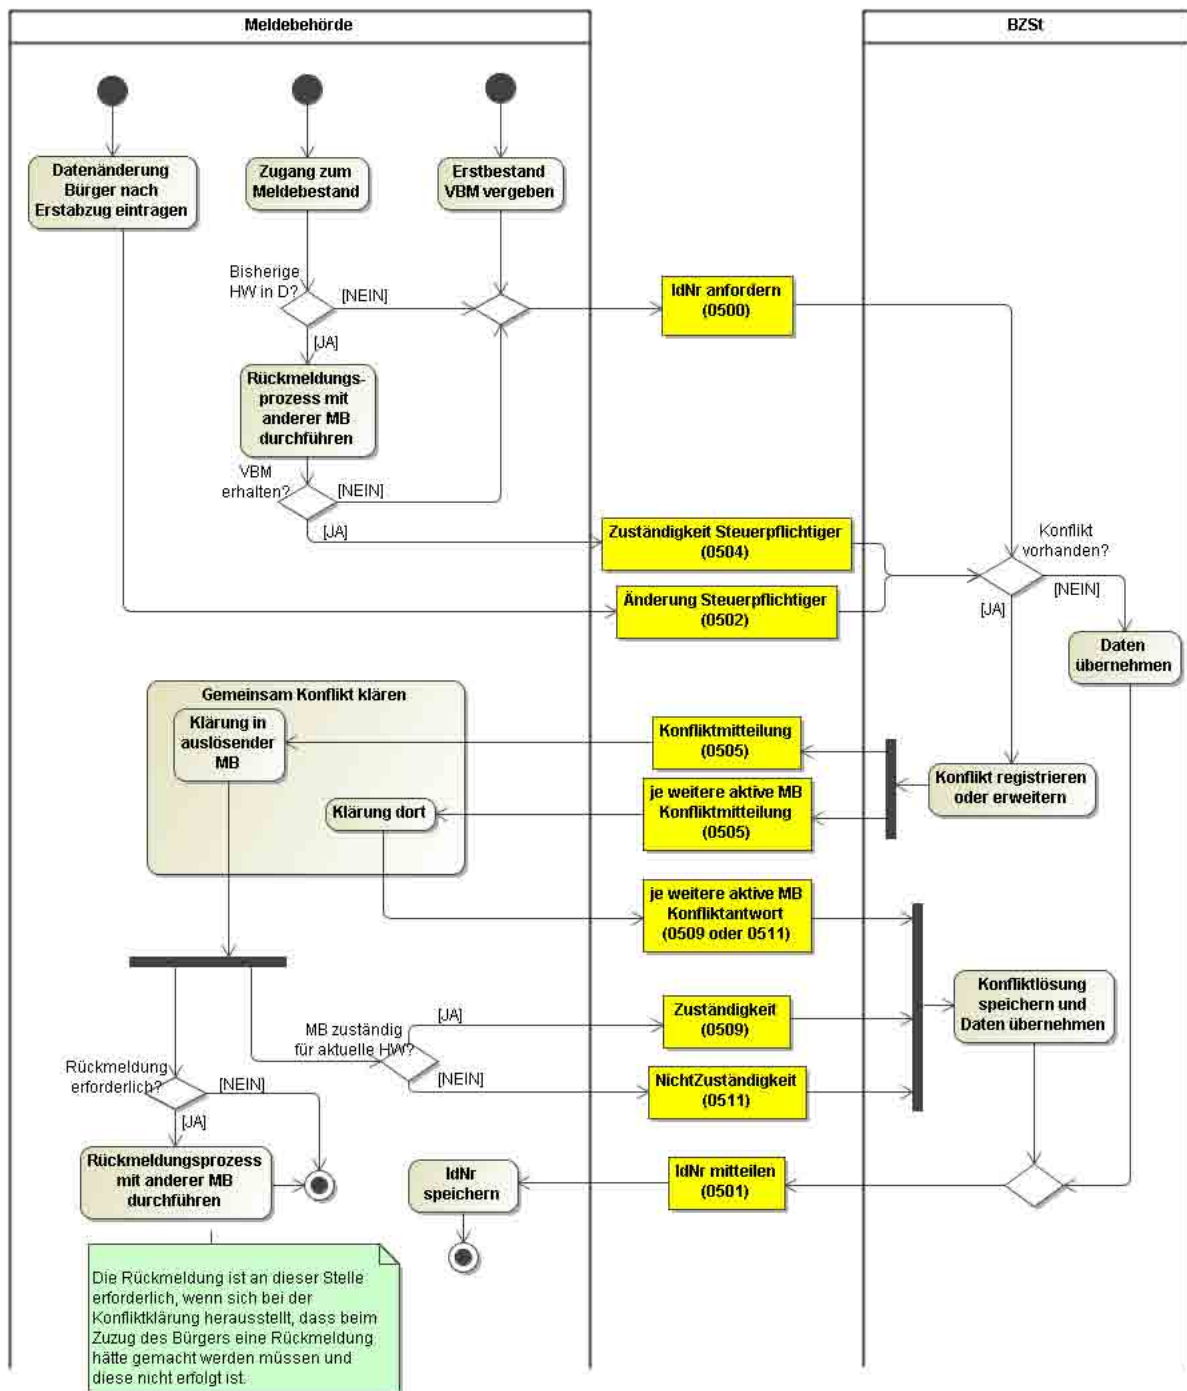 Meldebehörde
BZSt
Datenänderung
Bürger nach
Erstabzug eintragen
Zugang zum
Meldebestand
Erstbestand
VBM vergeben
Bisherige
HW in D?
[NEIN]
[JA]
IdNr anfordern
(0500)
Rückmeldungs-
prozess mit
anderer MB
durchführen
VBM
erhalten?
[NEIN]
[JA]
Zuständigkeit Steuerpflichtiger
(0504)
Änderung Steuerpflichtiger
(0502)
Konflikt
vorhanden?
[NEIN]
[JA]
Daten
übernehmen
Gemeinsam Konflikt klären
Klärung in
auslösender
MB
Klärung dort
Konfliktmitteilung
(0505)
je weitere aktive MB
Konfliktmitteilung
(0505)
Konflikt registrieren
oder erweitern
je weitere aktive MB
Konfliktantwort
(0509 oder 0511)
Konfliktlösung
speichern und
Daten übernehmen
MB zuständig
für aktuelle HW?
[JA]
[NEIN]
Zuständigkeit
(0509)
NichtZuständigkeit
(0511)
Rückmeldung
erforderlich?
[NEIN]
[JA]
Rückmeldungsprozess
mit anderer MB
durchführen
IdNr
speichern
IdNr mitteilen
(0501)
Die Rückmeldung ist an dieser Stelle
erforderlich, wenn sich bei der
Konfliktklärung herausstellt, dass beim
Zuzug des Bürgers eine Rückmeldung
hätte gemacht werden müssen und
diese nicht erfolgt ist.